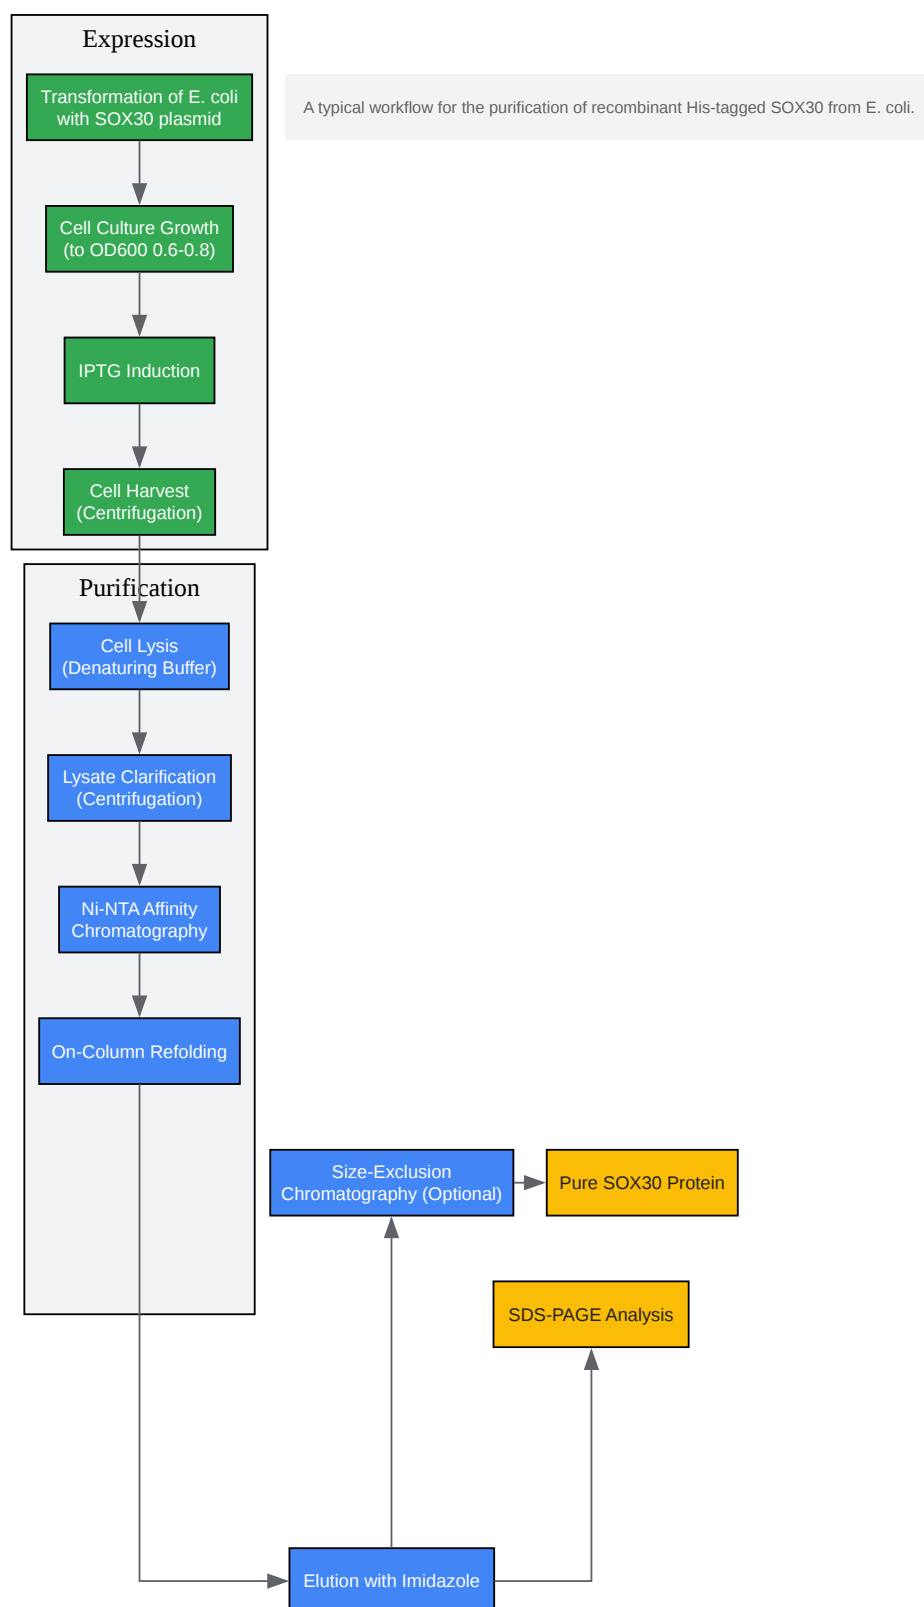 Expression
Transformation of E. coli
with SOX30 plasmid
A typical workflow for the purification of recombinant His-tagged SOX30 from E. coli.
Cell Culture Growth
(to OD600 0.6-0.8)
IPTG Induction
Cell Harvest
(Centrifugation)
Purification
Cell Lysis
(Denaturing Buffer)
Lysate Clarification
(Centrifugation)
Ni-NTA Affinity
Chromatography
On-Column Refolding
Size-Exclusion
Chromatography (Optional)
Pure SOX30 Protein
SDS-PAGE Analysis
Elution with Imidazole